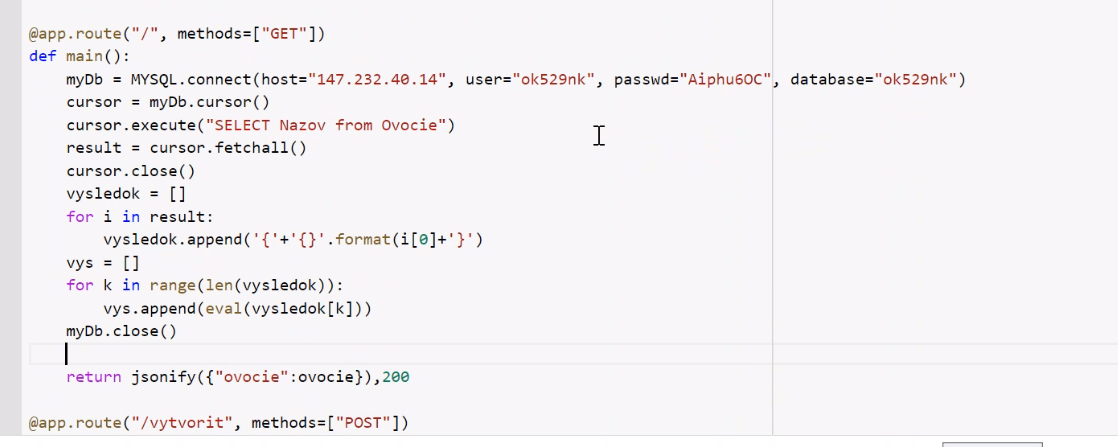 @app.route("/", methods=["GET"])
def main():
    myDb = MYSQL.connect(host="147.232.40.14", user="ok529nk", passwd="Aiphu6OC", database="ok529nk")
    cursor = myDb.cursor()
    cursor.execute("SELECT Nazov from Ovocie")
    result = cursor.fetchall()
    cursor.close()
    vysledok = []
    for i in result:
        vysledok.append('{'+'{}'.format(i[0]+'}')
    vys = []
    for k in range(len(vysledok)):
        vys.append(eval(vysledok[k]))
    myDb.close()
    return jsonify({"ovocie":ovocie}),200
@app.route("/vytvorit", methods=["POST"])